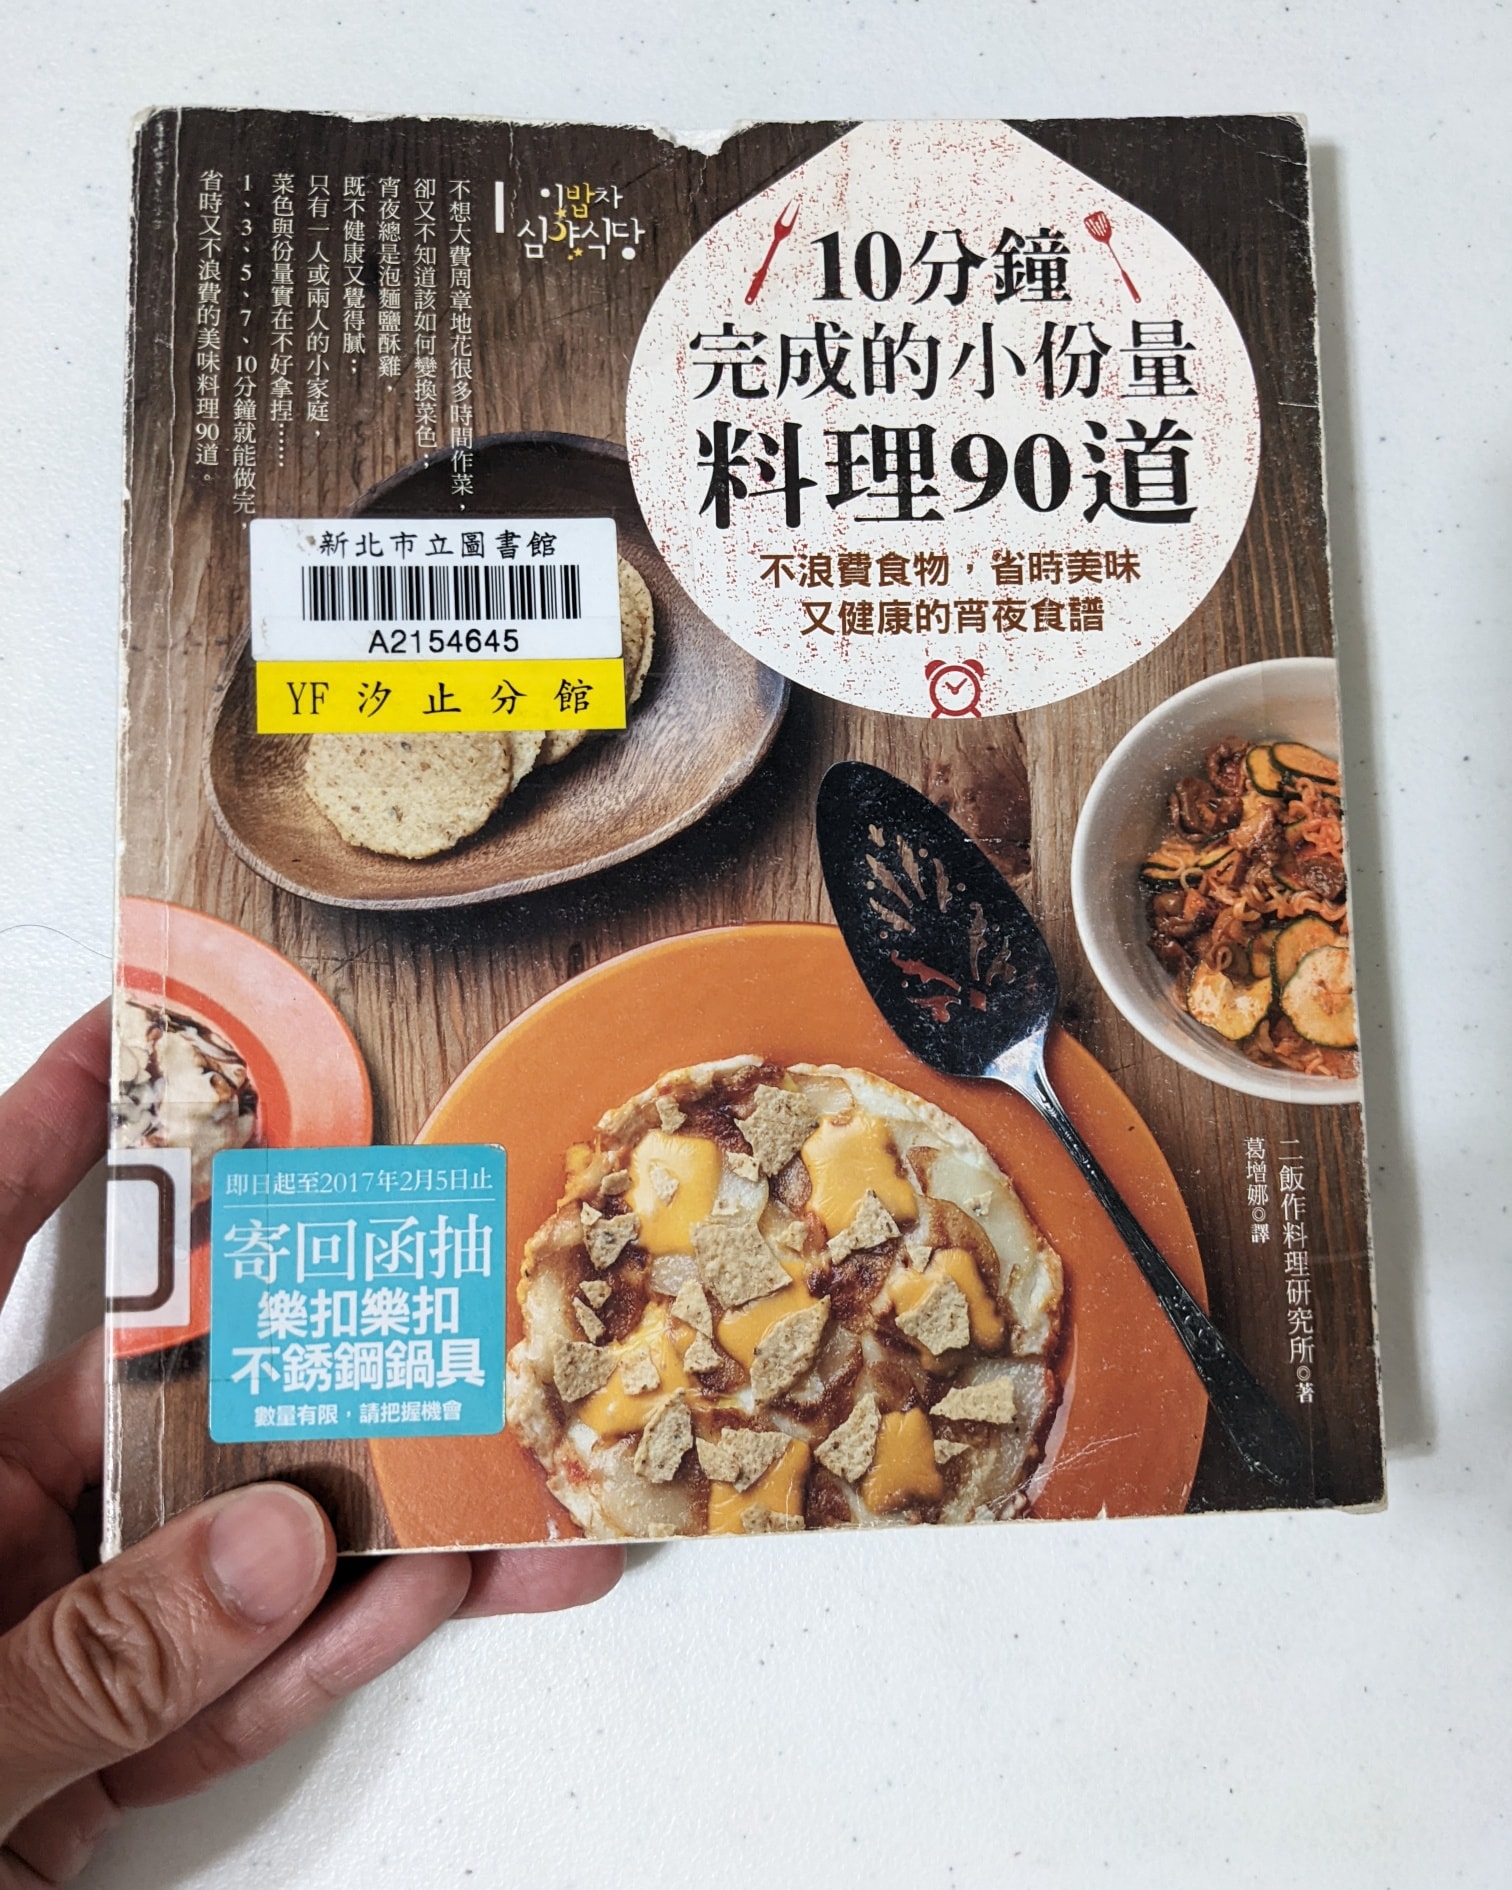 10分鐘
完成的小份量
料理90道
不浪費食物，省時美味
又健康的宵夜食譜
이밥차
심야식당
不想大費周章地花很多時間作菜，
卻又不知道該如何變換菜色；
宵夜總是泡麵鹽酥雞，
既不健康又覺得膩；
只有一人或兩人的小家庭，
菜色與份量實在不好拿捏……
1、3、5、7、10分鐘就能做完，
省時又不浪費的美味料理90道。
新北市立圖書館
A2154645
YF 汐止分館
二飯作料理研究所◎著
葛增娜◎譯
即日起至2017年2月5日止
寄回函抽
樂扣樂扣
不銹鋼鍋具
數量有限，請把握機會